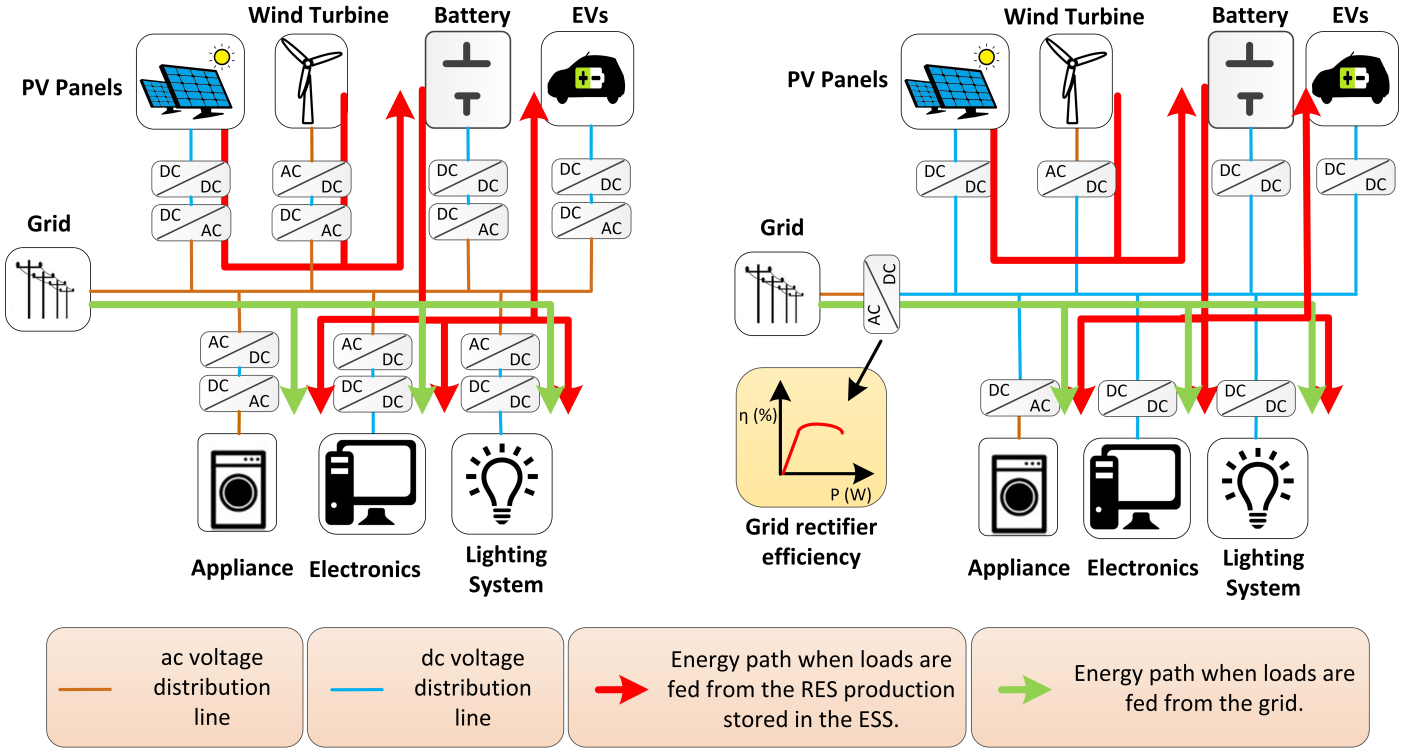 Wind Turbine
Battery
EVs
PV Panels
DC
DC
AC
DC
DC
DC
DC
DC
DC
AC
DC
AC
DC
AC
DC
AC
Grid
AC
DC
AC
DC
AC
DC
DC
AC
DC
DC
DC
DC
Appliance
Electronics
Lighting
System
Wind Turbine
Battery
EVs
PV Panels
DC
DC
AC
DC
DC
DC
DC
DC
Grid
AC
DC
DC
AC
DC
DC
DC
DC
η (%)
P (W)
Grid rectifier
efficiency
Appliance
Electronics
Lighting
System
ac voltage
distribution
line
dc voltage
distribution
line
Energy path when loads are
fed from the RES production
stored in the ESS.
Energy path when loads are
fed from the grid.